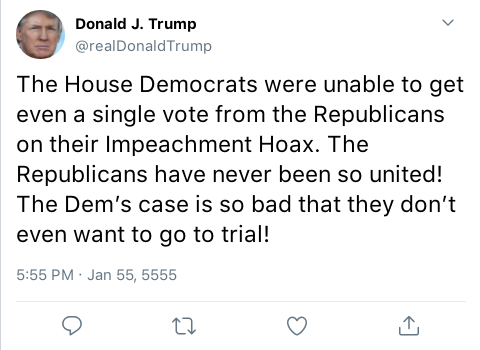 Donald J. Trump
@realDonaldTrump
The House Democrats were unable to get
even a single vote from the Republicans
on their Impeachment Hoax. The
Republicans have never been so united!
The Dem's case is so bad that they don't
even want to go to trial!
5:55 PM · Jan 55, 5555